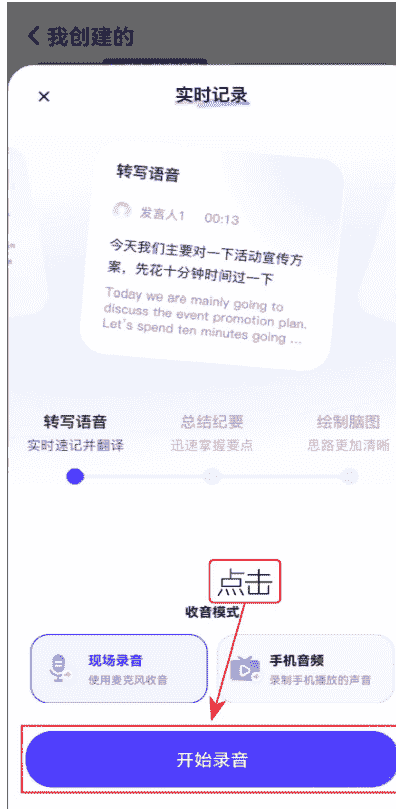 我创建的
实时记录
转写语音
发言人1 00:13
今天我们主要对一下活动宣传方
案，先花十分钟时间过一下
Today we are mainly going to
discuss the event promotion plan.
Let's spend ten minutes going ...
转写语音 总结纪要 绘制脑图
实时速记并翻译 迅速掌握要点 思路更加清晰
点击
收音模式
现场录音 手机音频
使用麦克风收音 录制手机播放的声音
开始录音